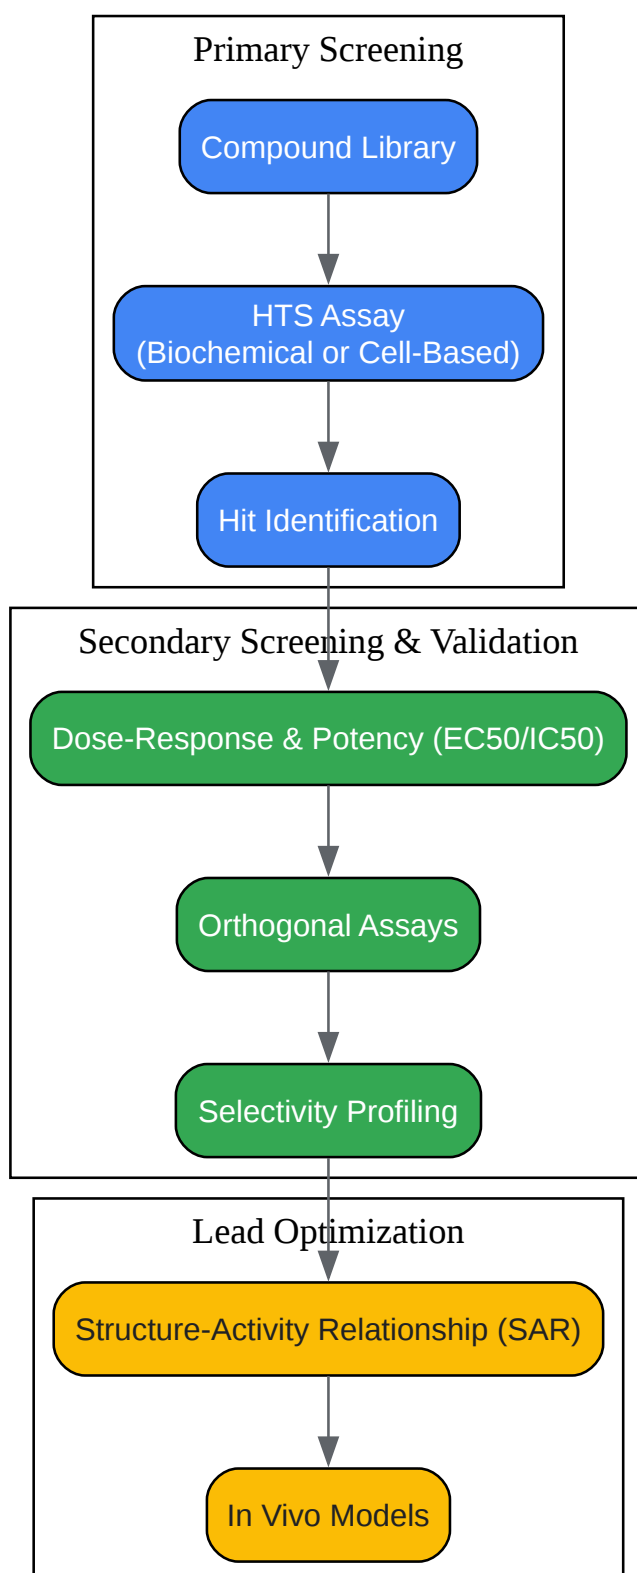 Primary Screening
Compound Library
HTS Assay
(Biochemical or Cell-Based)
Hit Identification
Secondary Screening & Validation
Dose-Response & Potency (EC50/IC50)
Orthogonal Assays
Selectivity Profiling
Lead Optimization
Structure-Activity Relationship (SAR)
In Vivo Models